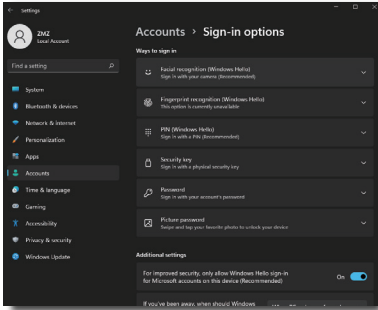 Settings
ZMZ
Local Account
Find a setting
System
Bluetooth & devices
Network & Internet
Personalization
Apps
Accounts
Time & language
Gaming
Accessibility
Privacy & security
Windows Update
Accounts > Sign-in options
Ways to sign in
Facial recognition (Windows Hello)
Sign in with your camera (Recommended)
Fingerprint recognition (Windows Hello)
This option is currently unavailable
PIN (Windows Hello)
Sign in with a PIN (Recommended)
Security key
Sign in with a physical security key
Password
Sign in with your account's password
Picture password
Swipe and tap your favorite photo to unlock your device
Additional settings
For improved security, only allow Windows Hello sign-in
for Microsoft accounts on this device (Recommended)
On
If you've been away, when should Windows